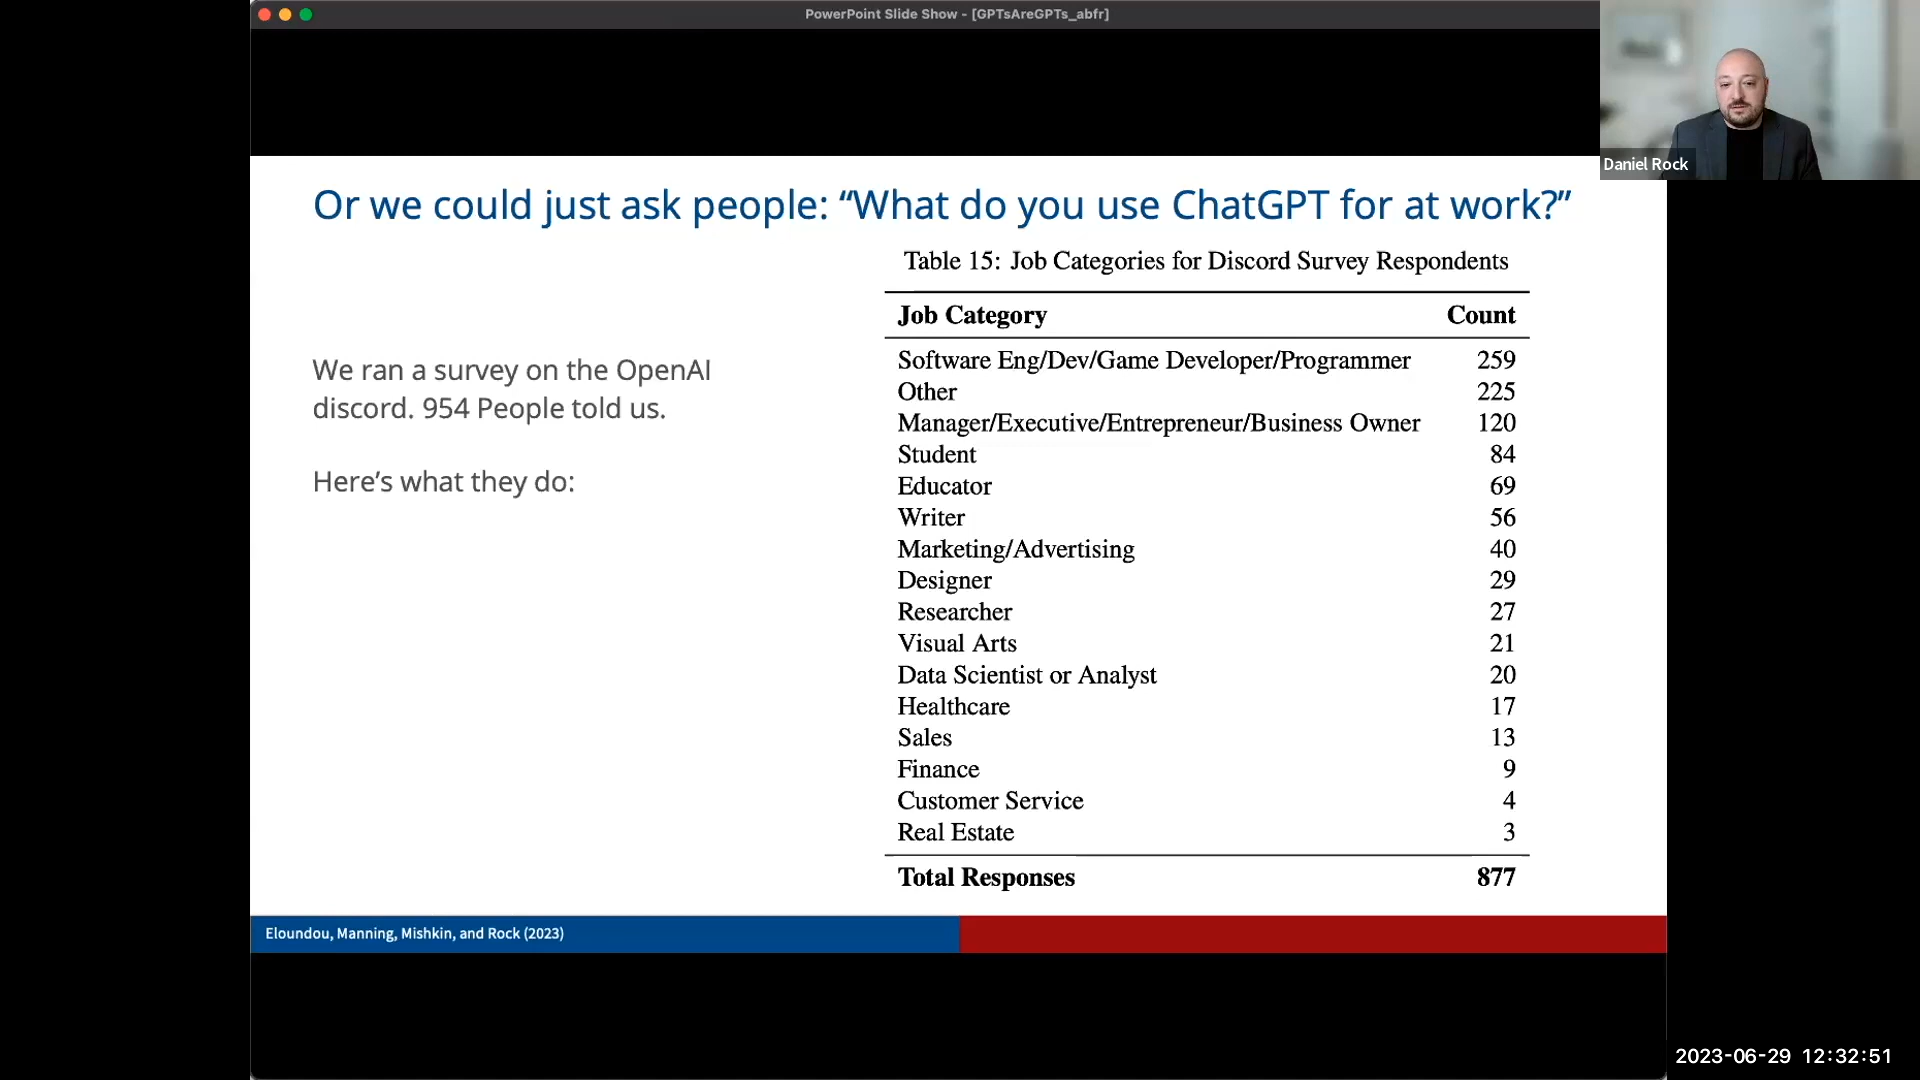 PowerPoint Slide Show - [GPTsAreGPTs_abfr]
Daniel Rock
Or we could just ask people: “What do you use ChatGPT for at work?”
We ran a survey on the OpenAI
discord. 954 People told us.
Here’s what they do:
Table 15: Job Categories for Discord Survey Respondents
Job Category Count
Software Eng/Dev/Game Developer/Programmer 259
Other 225
Manager/Executive/Entrepreneur/Business Owner 120
Student 84
Educator 69
Writer 56
Marketing/Advertising 40
Designer 29
Researcher 27
Visual Arts 21
Data Scientist or Analyst 20
Healthcare 17
Sales 13
Finance 9
Customer Service 4
Real Estate 3
Total Responses 877
Eloundou, Manning, Mishkin, and Rock (2023)
2023-06-29 12:32:51